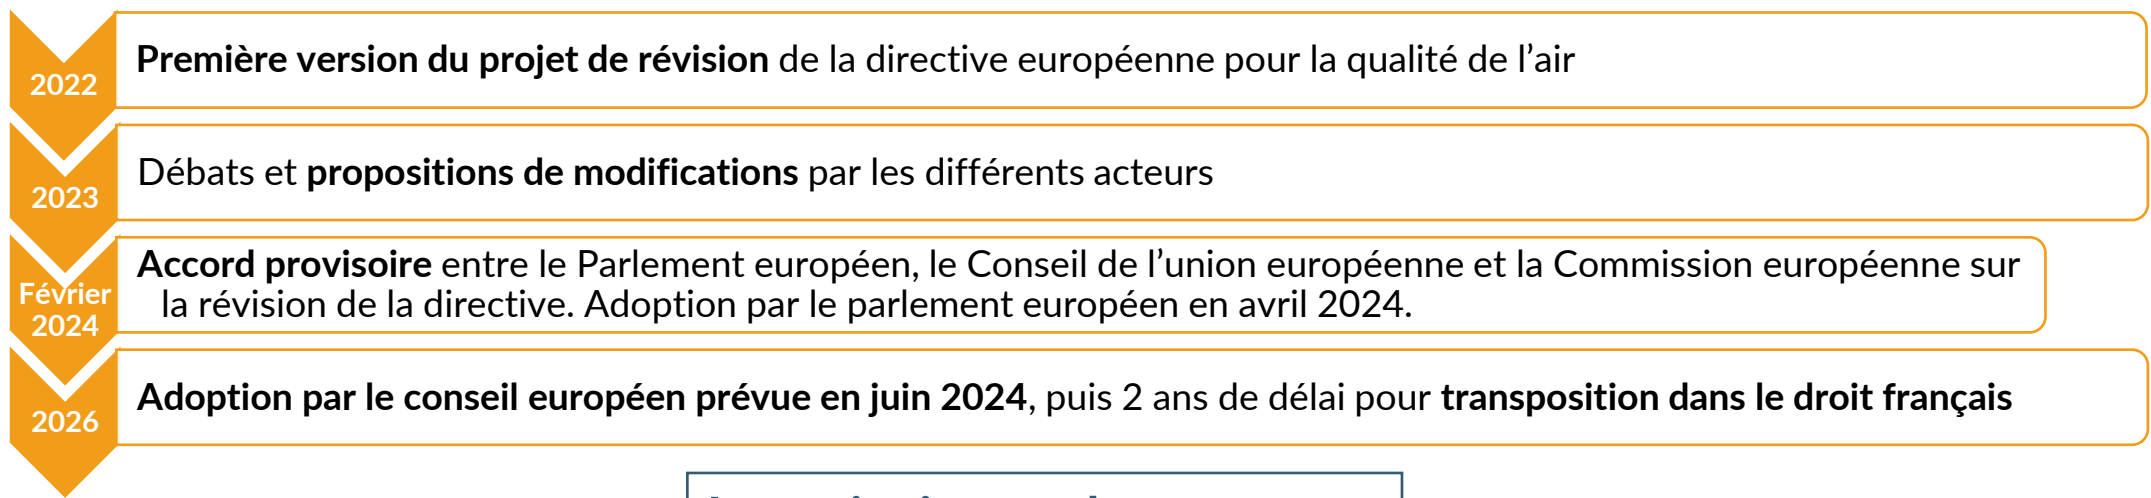 2022
Première version du projet de révision de la directive européenne pour la qualité de l’air
2023
Débats et propositions de modifications par les différents acteurs
Février
2024
Accord provisoire entre le Parlement européen, le Conseil de l’union européenne et la Commission européenne sur
la révision de la directive. Adoption par le parlement européen en avril 2024.
2026
Adoption par le conseil européen prévue en juin 2024, puis 2 ans de délai pour transposition dans le droit français